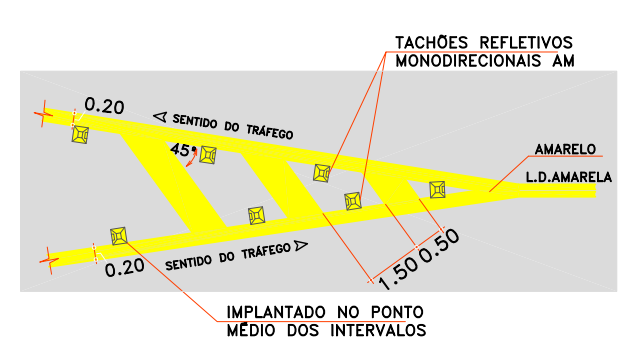 TACHÕES REFLETIVOS
MONODIRECIONAIS AM
0.20
SENTIDO DO TRÁFEGO
45°
AMARELO
L.D.AMARELA
0.20
SENTIDO DO TRÁFEGO
1.50
0.50
IMPLANTADO NO PONTO
MÉDIO DOS INTERVALOS